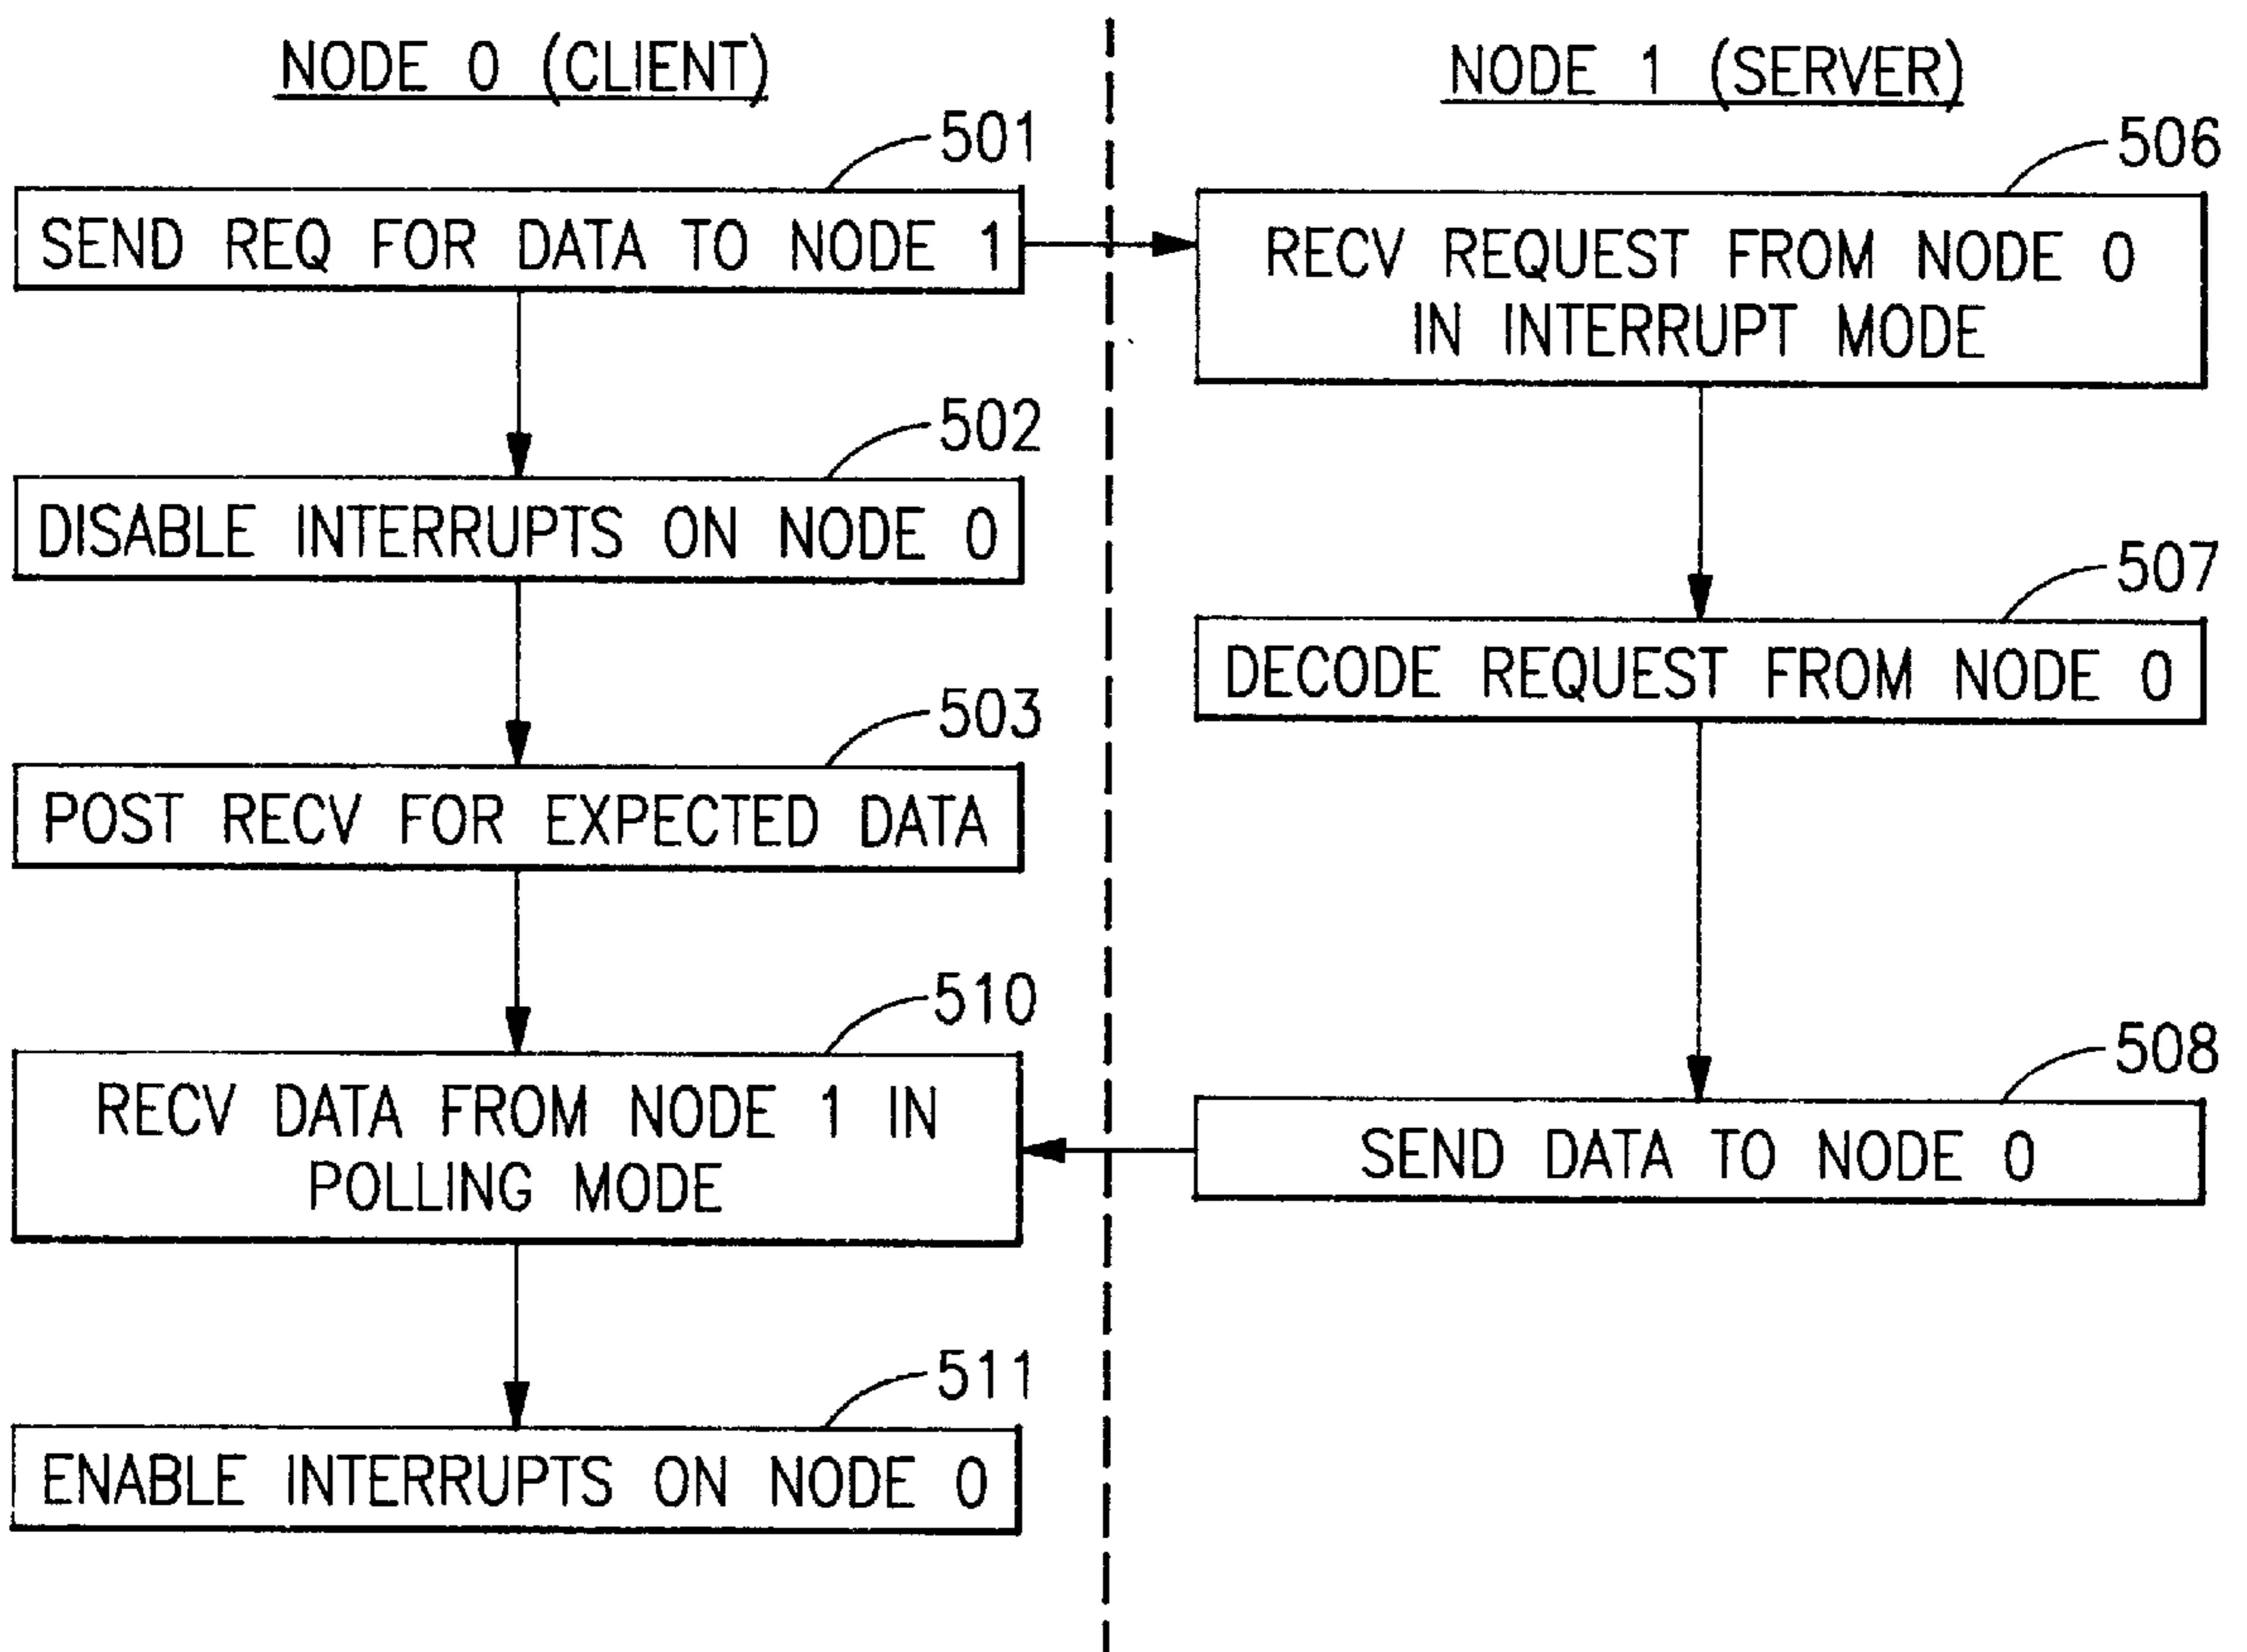 NODE 0 (CLIENT)
501
SEND REQ FOR DATA TO NODE 1
502
DISABLE INTERRUPTS ON NODE 0
503
POST RECV FOR EXPECTED DATA
510
RECV DATA FROM NODE 1 IN
POLLING MODE
511
ENABLE INTERRUPTS ON NODE 0
NODE 1 (SERVER)
506
RECV REQUEST FROM NODE 0
IN INTERRUPT MODE
507
DECODE REQUEST FROM NODE 0
508
SEND DATA TO NODE 0